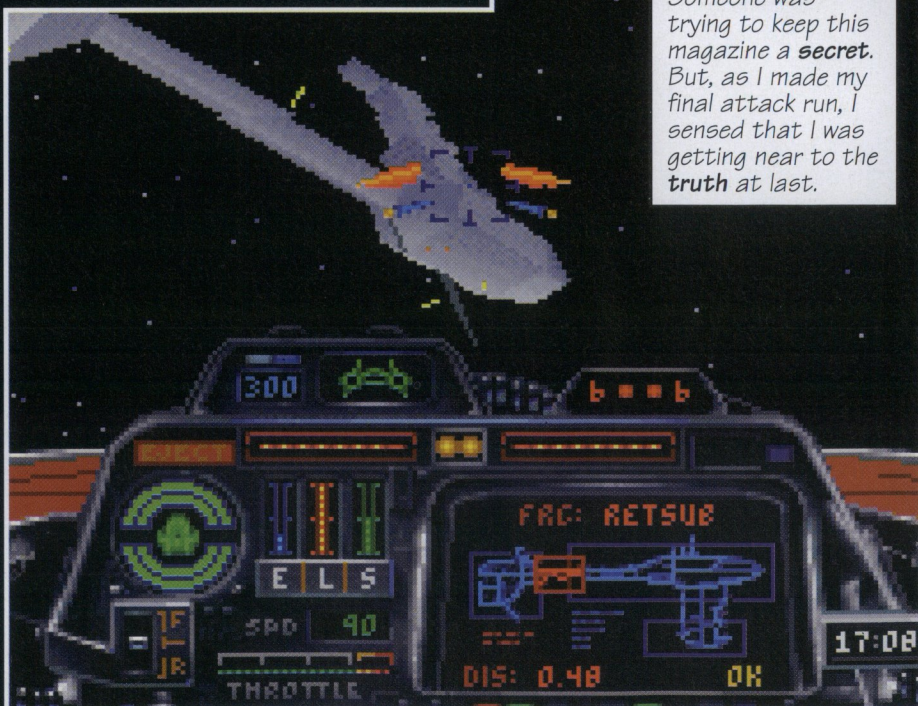 Someone was
trying to keep this
magazine a secret.
But, as I made my
final attack run, I
sensed that I was
getting near to the
truth at last.
300
EJECT
FRG: RETSUB
E L S
SPD 90
THROTTLE
DIS: 0.48 OK
17:08